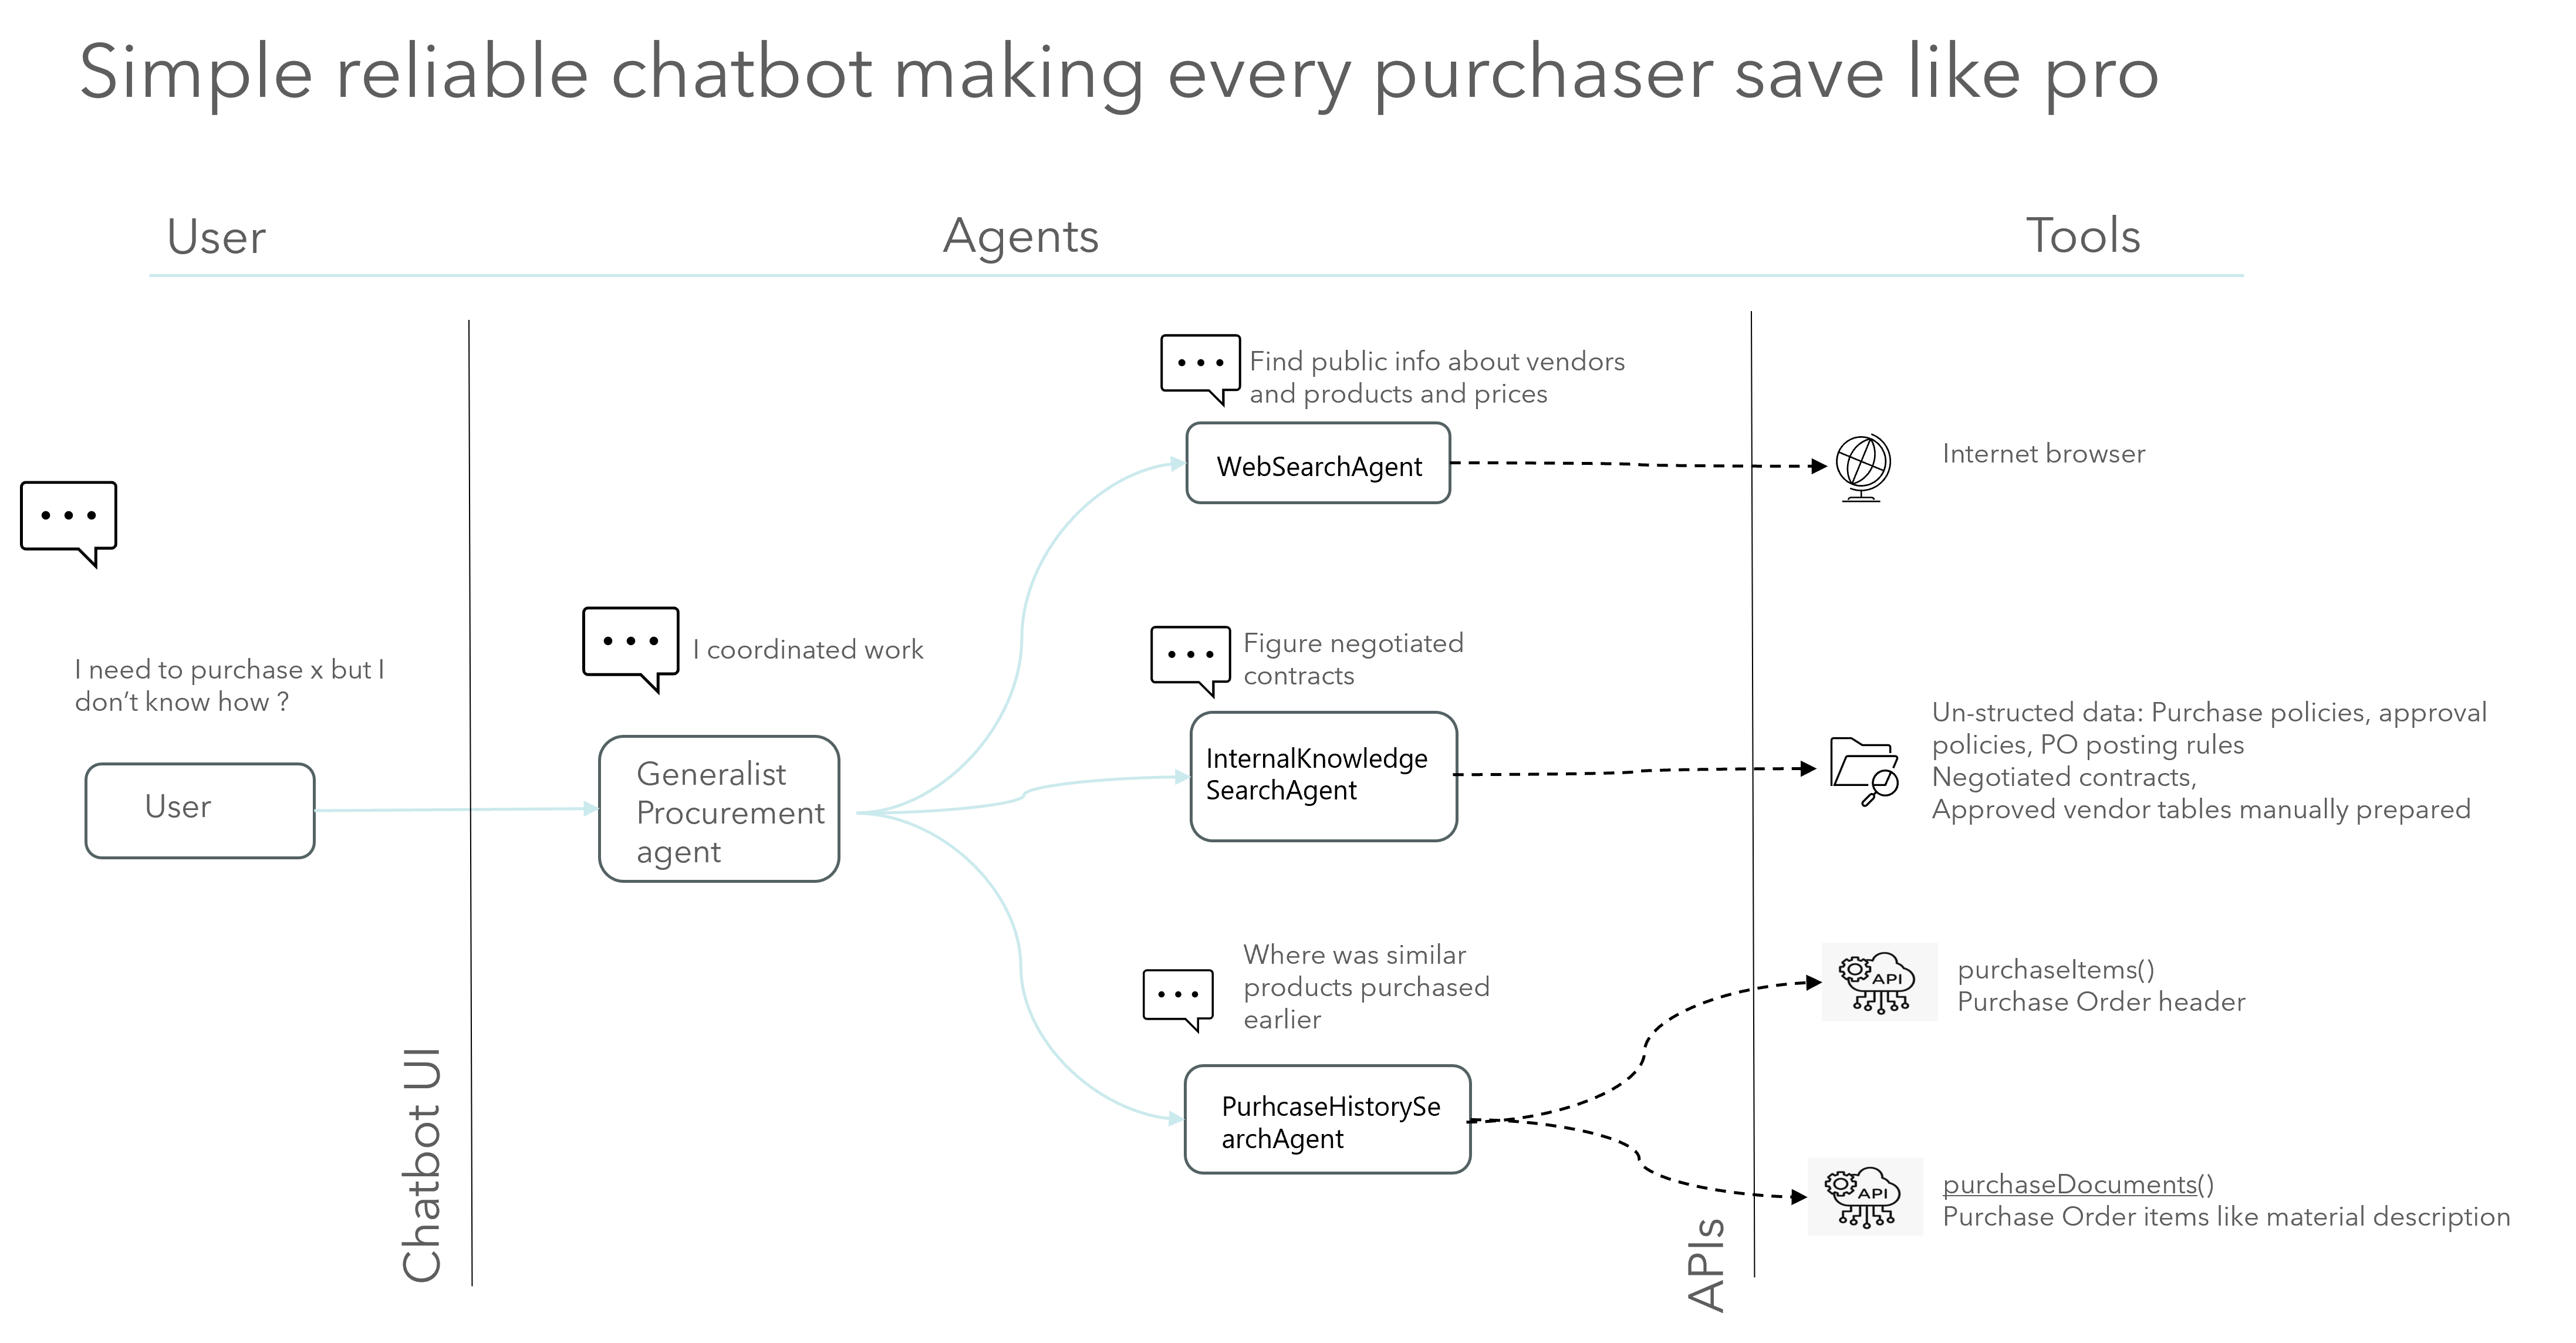 Simple reliable chatbot making every purchaser save like pro
User
Agents
Tools
Find public info about vendors
and products and prices
WebSearchAgent
Internet browser
I need to purchase x but I
don’t know how ?
User
Chatbot UI
I coordinated work
Generalist
Procurement
agent
Figure negotiated
contracts
InternalKnowledge
SearchAgent
Un-structed data: Purchase policies, approval
policies, PO posting rules
Negotiated contracts,
Approved vendor tables manually prepared
Where was similar
products purchased
earlier
PurhcaseHistorySe
archAgent
APIs
API
purchaseItems()
Purchase Order header
API
purchaseDocuments()
Purchase Order items like material description